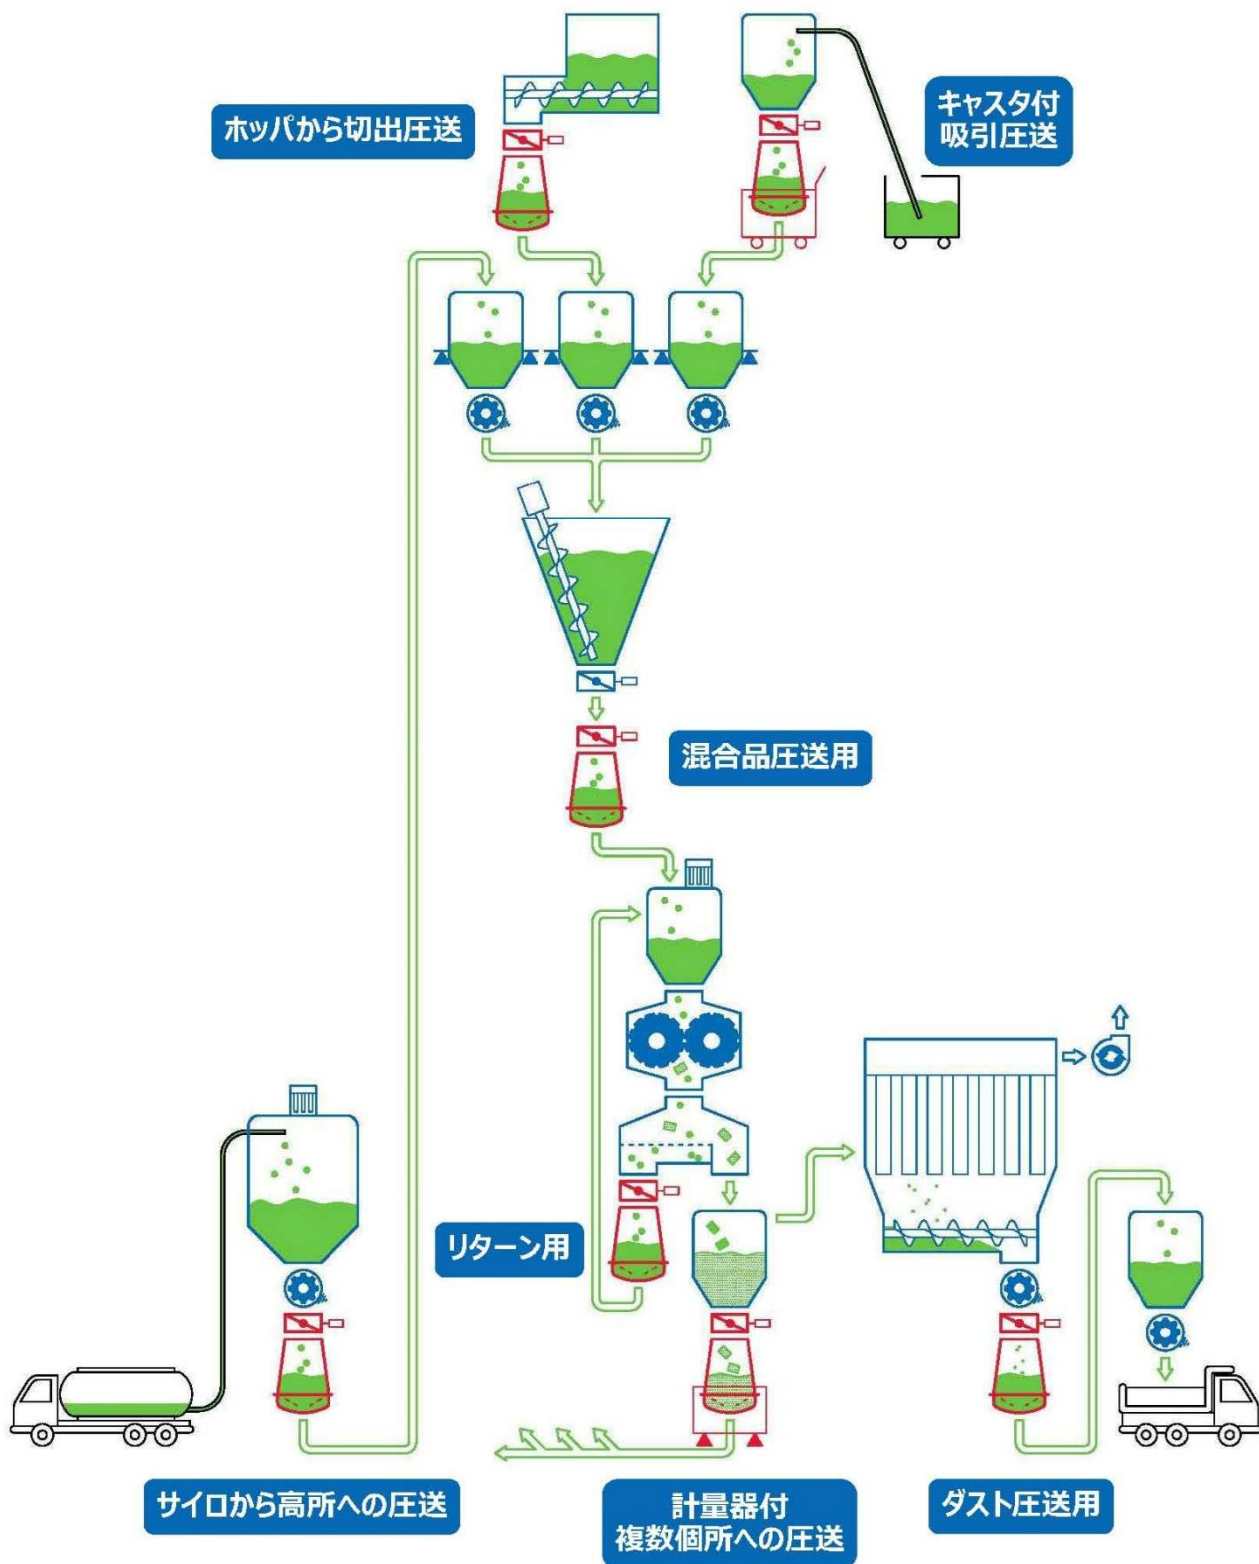 ホッパから切出圧送
キャスタ付
吸引圧送
混合品圧送用
リターン用
サイロから高所への圧送
計量器付
複数個所への圧送
ダスト圧送用